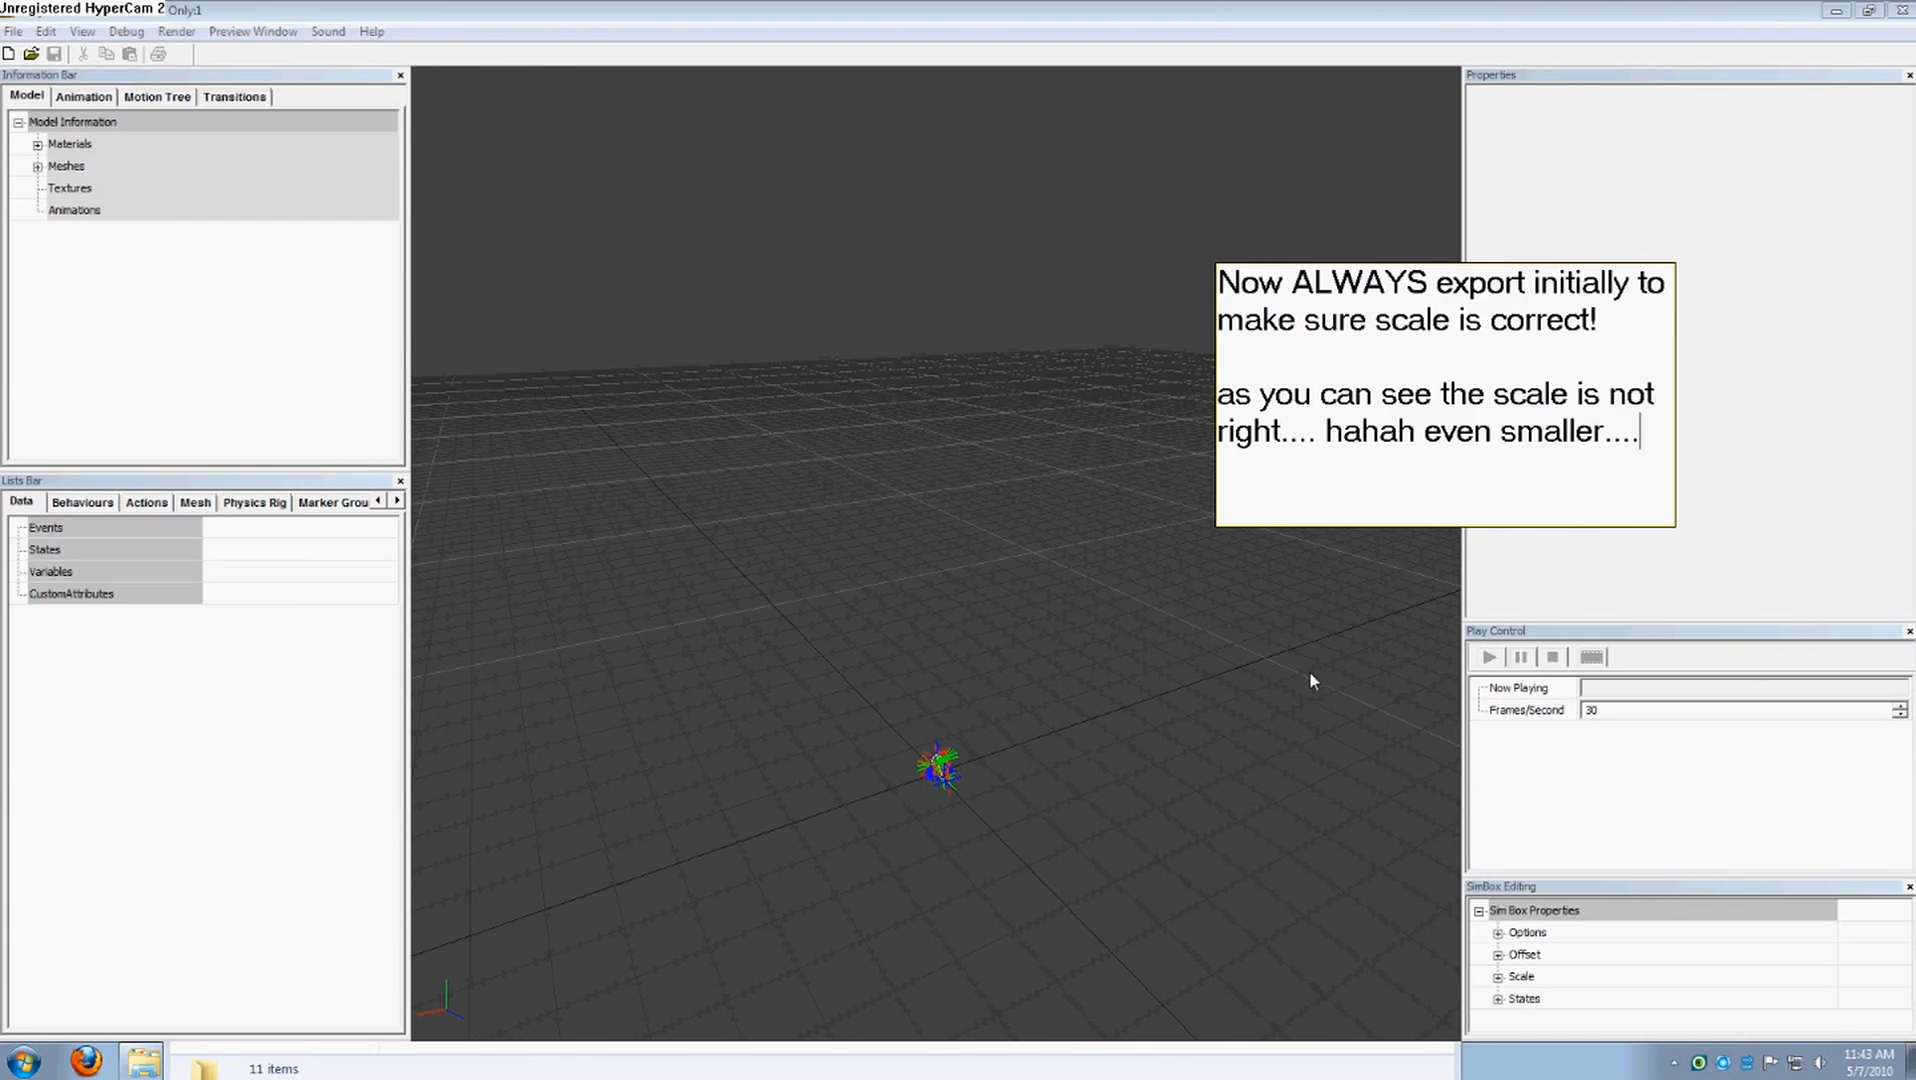 Unregistered HyperCam 2 Only:1
File Edit View Debug Render Preview Window Sound Help
Information Bar
Model Animation Motion Tree Transitions
Model Information
Materials
Meshes
Textures
Animations
Lists Bar
Data Behaviours Actions Mesh Physics Rig Marker Grou
Events
States
Variables
CustomAttributes
Now ALWAYS export initially to
make sure scale is correct!
as you can see the scale is not
right.... hahah even smaller....
Properties
Play Control
Now Playing
Frames/Second 30
SimBox Editing
Sim Box Properties
Options
Offset
Scale
States
11 items
11:43 AM
5/7/2010